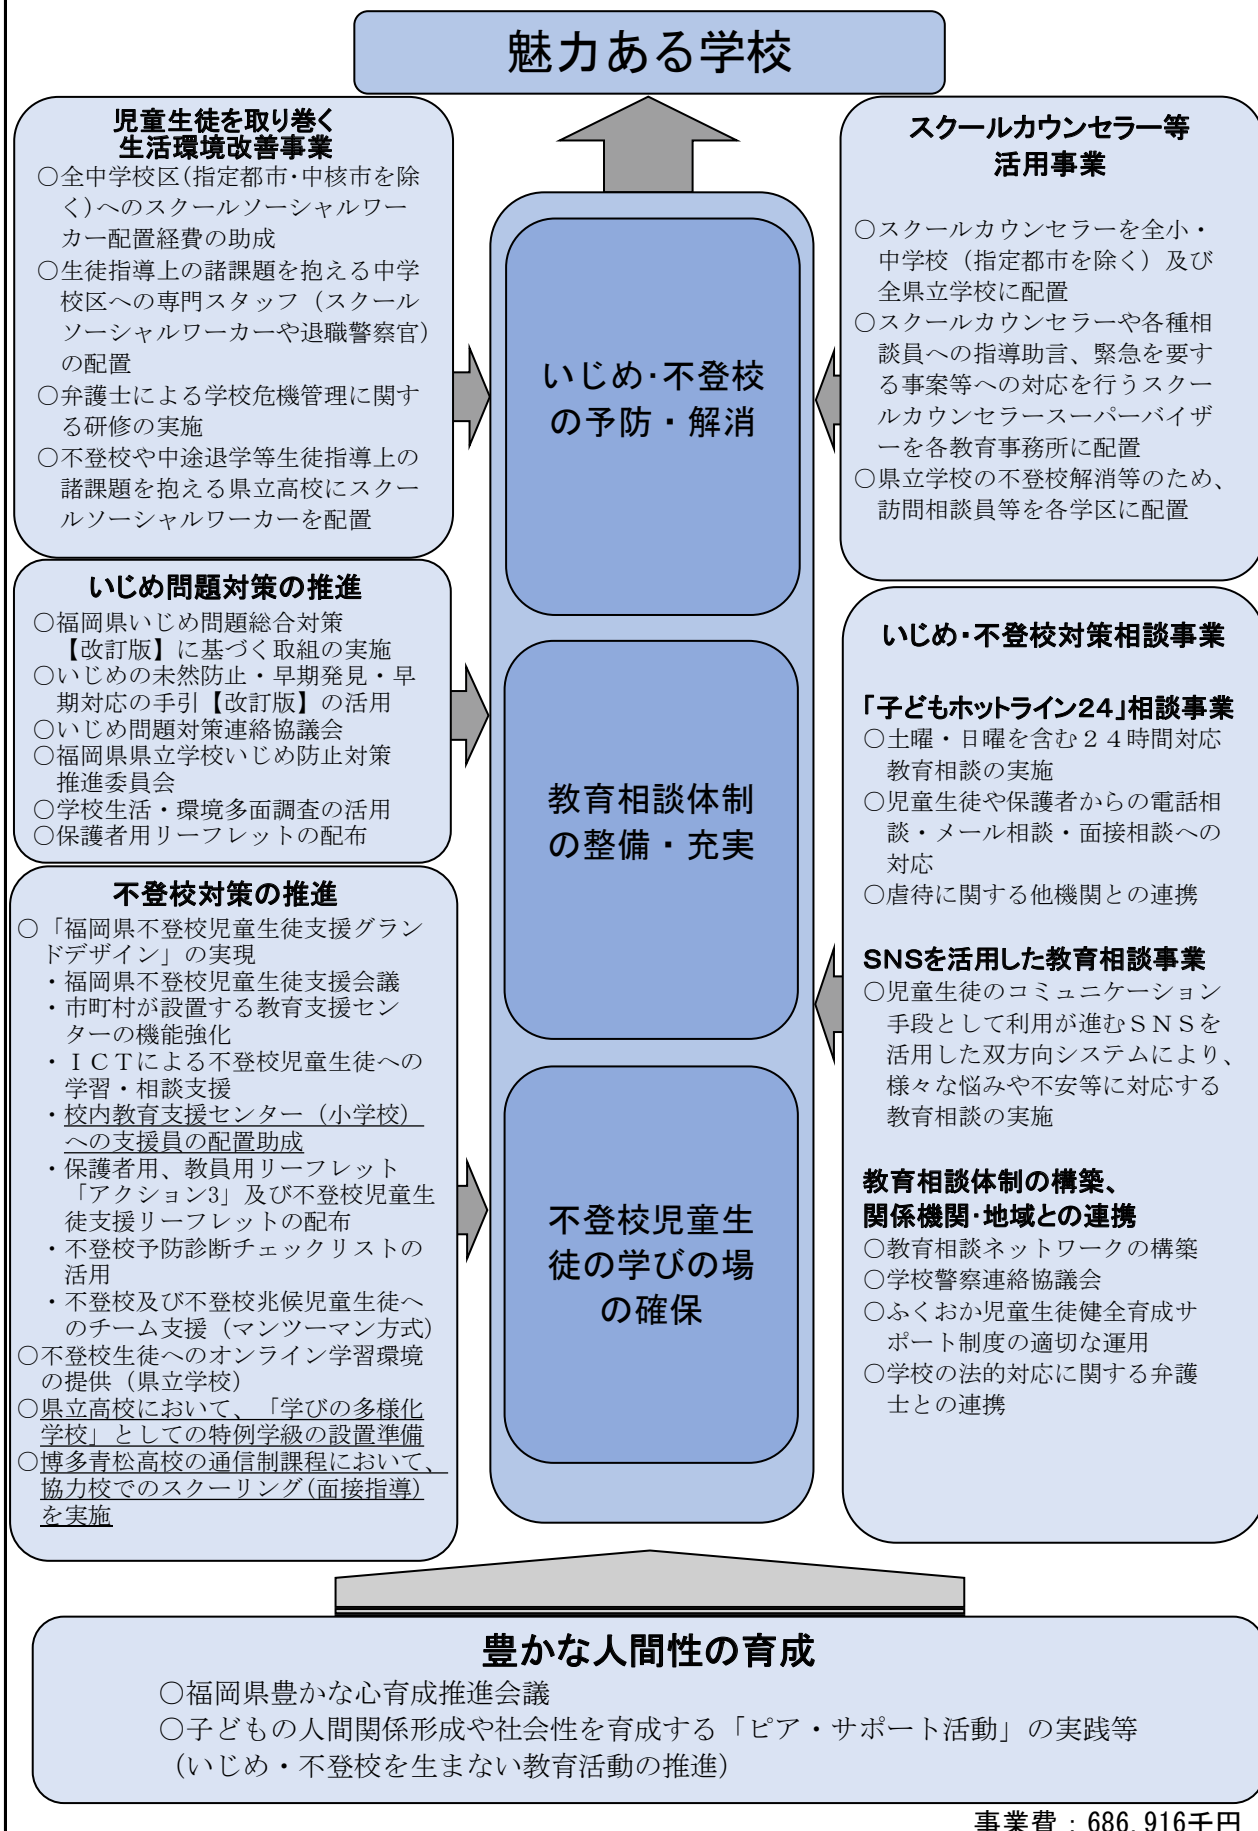 魅力ある学校
児童生徒を取り巻く
生活環境改善事業
○全中学校区(指定都市・中核市を除
く)へのスクールソーシャルワー
カー配置経費の助成
○生徒指導上の諸課題を抱える中学
校区への専門スタッフ（スクール
ソーシャルワーカーや退職警察官）
の配置
○弁護士による学校危機管理に関す
る研修の実施
○不登校や中途退学等生徒指導上の
諸課題を抱える県立高校にスクー
ルソーシャルワーカーを配置
いじめ問題対策の推進
○福岡県いじめ問題総合対策
【改訂版】に基づく取組の実施
○いじめの未然防止・早期発見・早
期対応の手引【改訂版】の活用
○いじめ問題対策連絡協議会
○福岡県県立学校いじめ防止対策
推進委員会
○学校生活・環境多面調査の活用
○保護者用リーフレットの配布
不登校対策の推進
○「福岡県不登校児童生徒支援グラン
ドデザイン」の実現
・福岡県不登校児童生徒支援会議
・市町村が設置する教育支援セン
ターの機能強化
・ＩＣＴによる不登校児童生徒への
学習・相談支援
・校内教育支援センター（小学校）
への支援員の配置助成
・保護者用、教員用リーフレット
「アクション3」及び不登校児童生
徒支援リーフレットの配布
・不登校予防診断チェックリストの
活用
・不登校及び不登校兆候児童生徒へ
のチーム支援（マンツーマン方式）
○不登校生徒へのオンライン学習環境
の提供（県立学校）
○県立高校において、「学びの多様化
学校」としての特例学級の設置準備
○博多青松高校の通信制課程において、
協力校でのスクーリング(面接指導)
を実施
いじめ・不登校
の予防・解消
教育相談体制
の整備・充実
不登校児童生
徒の学びの場
の確保
スクールカウンセラー等
活用事業
○スクールカウンセラーを全小・
中学校（指定都市を除く）及び
全県立学校に配置
○スクールカウンセラーや各種相
談員への指導助言、緊急を要す
る事案等への対応を行うスクー
ルカウンセラースーパーバイザ
ーを各教育事務所に配置
○県立学校の不登校解消等のため、
訪問相談員等を各学区に配置
いじめ・不登校対策相談事業
「子どもホットライン24」相談事業
○土曜・日曜を含む２４時間対応
教育相談の実施
○児童生徒や保護者からの電話相
談・メール相談・面接相談への
対応
○虐待に関する他機関との連携
SNSを活用した教育相談事業
○児童生徒のコミュニケーション
手段として利用が進むＳＮＳを
活用した双方向システムにより、
様々な悩みや不安等に対応する
教育相談の実施
教育相談体制の構築、
関係機関・地域との連携
○教育相談ネットワークの構築
○学校警察連絡協議会
○ふくおか児童生徒健全育成サ
ポート制度の適切な運用
○学校の法的対応に関する弁護
士との連携
豊かな人間性の育成
○福岡県豊かな心育成推進会議
○子どもの人間関係形成や社会性を育成する「ピア・サポート活動」の実践等
（いじめ・不登校を生まない教育活動の推進）
事業費：686,916千円